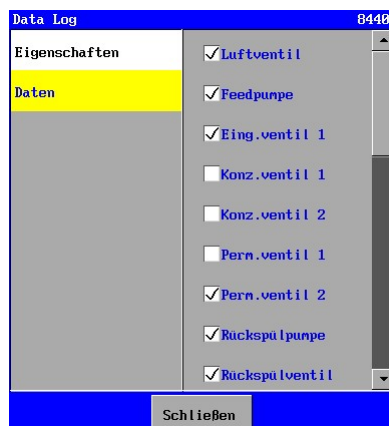 Data Log 8440
Eigenschaften
Daten
Luftventil
Feedpumpe
Eing.ventil 1
Konz.ventil 1
Konz.ventil 2
Perm.ventil 1
Perm.ventil 2
Rückspülpumpe
Rückspülventil
Schließen